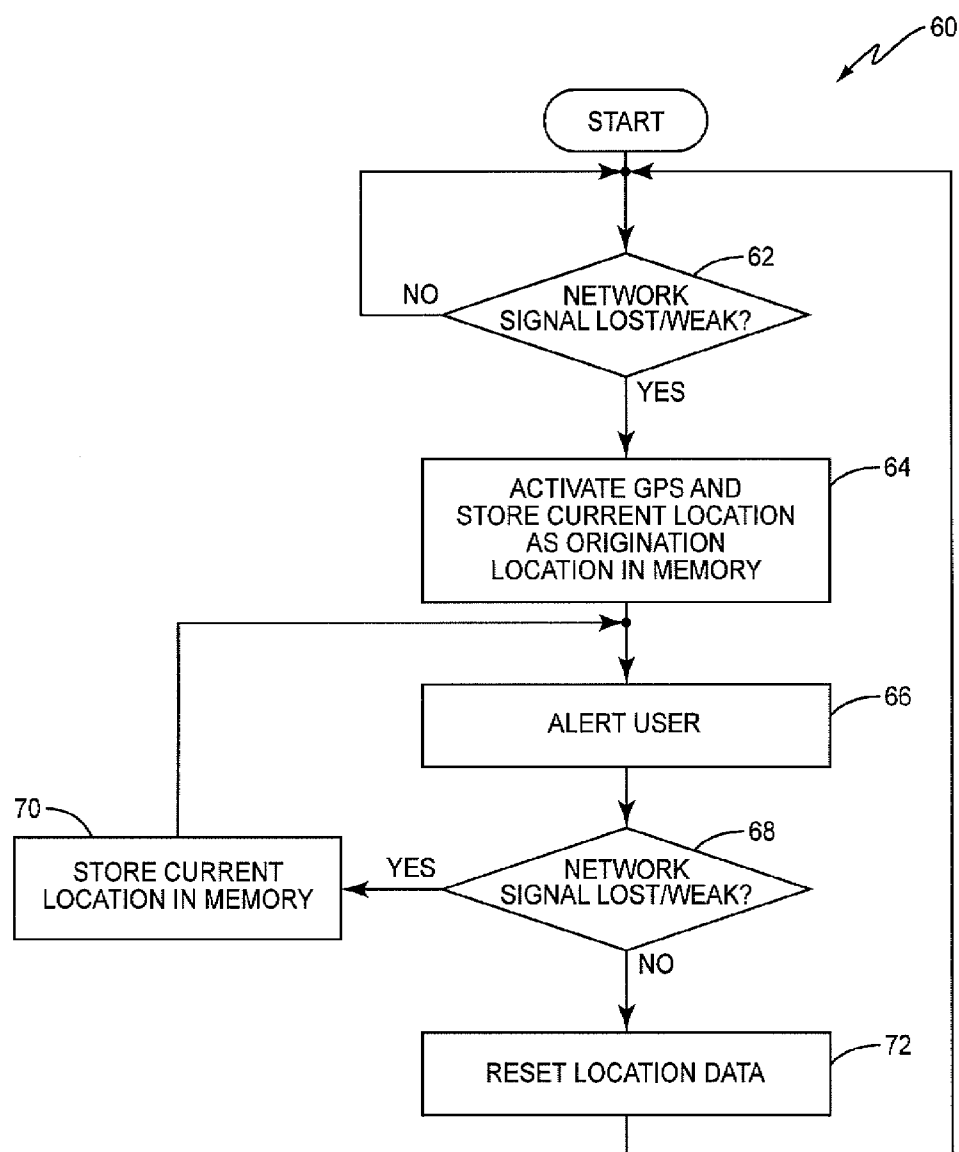 60
START
62
NETWORK
SIGNAL LOST/WEAK?
NO
YES
64
ACTIVATE GPS AND
STORE CURRENT LOCATION
AS ORIGINATION
LOCATION IN MEMORY
66
ALERT USER
68
NETWORK
SIGNAL LOST/WEAK?
YES
70
STORE CURRENT
LOCATION IN MEMORY
NO
72
RESET LOCATION DATA